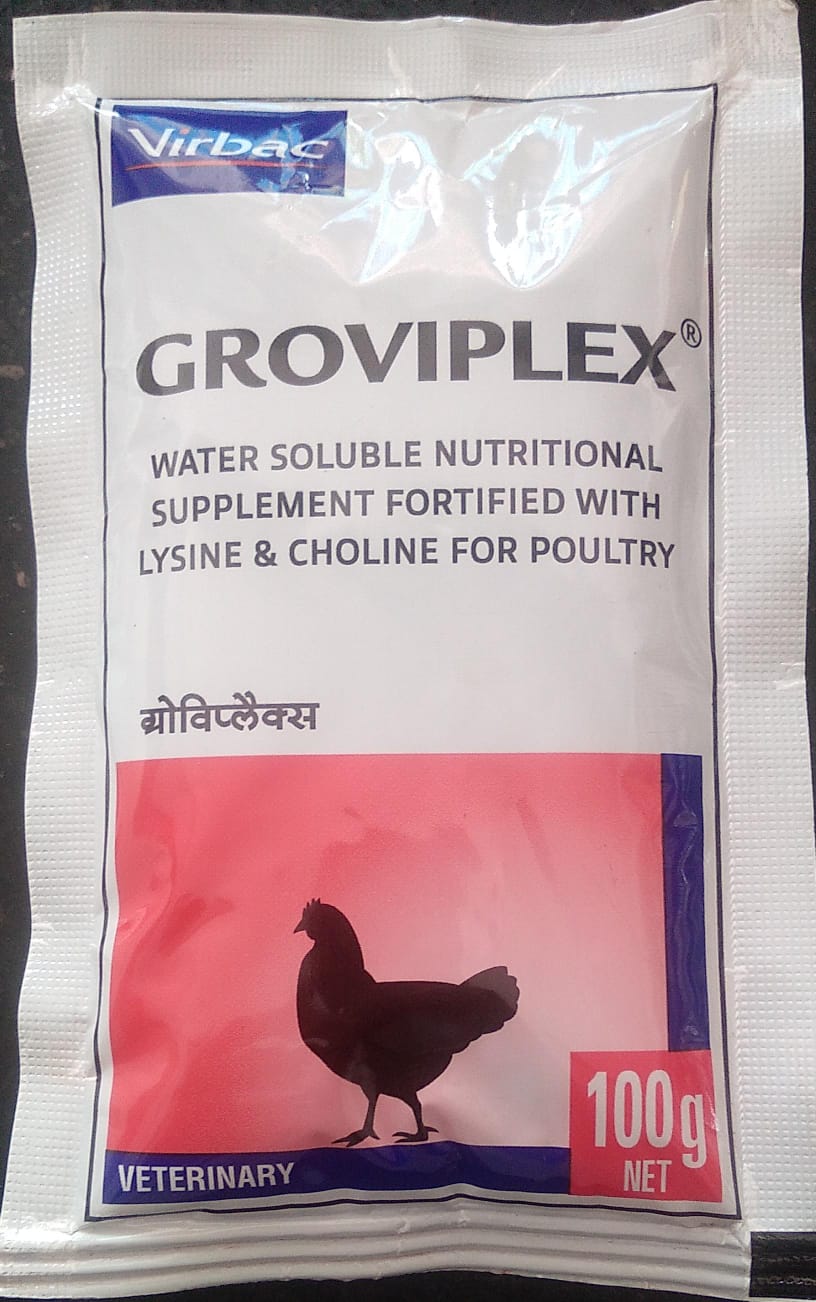 Virbac
GROVIPLEX®
WATER SOLUBLE NUTRITIONAL
SUPPLEMENT FORTIFIED WITH
LYSINE & CHOLINE FOR POULTRY
ग्रोविप्लैक्स
VETERINARY
100g
NET